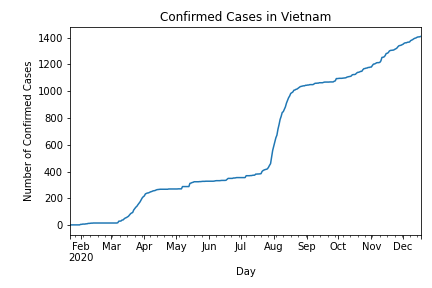 Confirmed Cases in Vietnam
Number of Confirmed Cases
1400
1200
1000
800
600
400
200
0
Feb Mar Apr May Jun Jul Aug Sep Oct Nov Dec
2020
Day